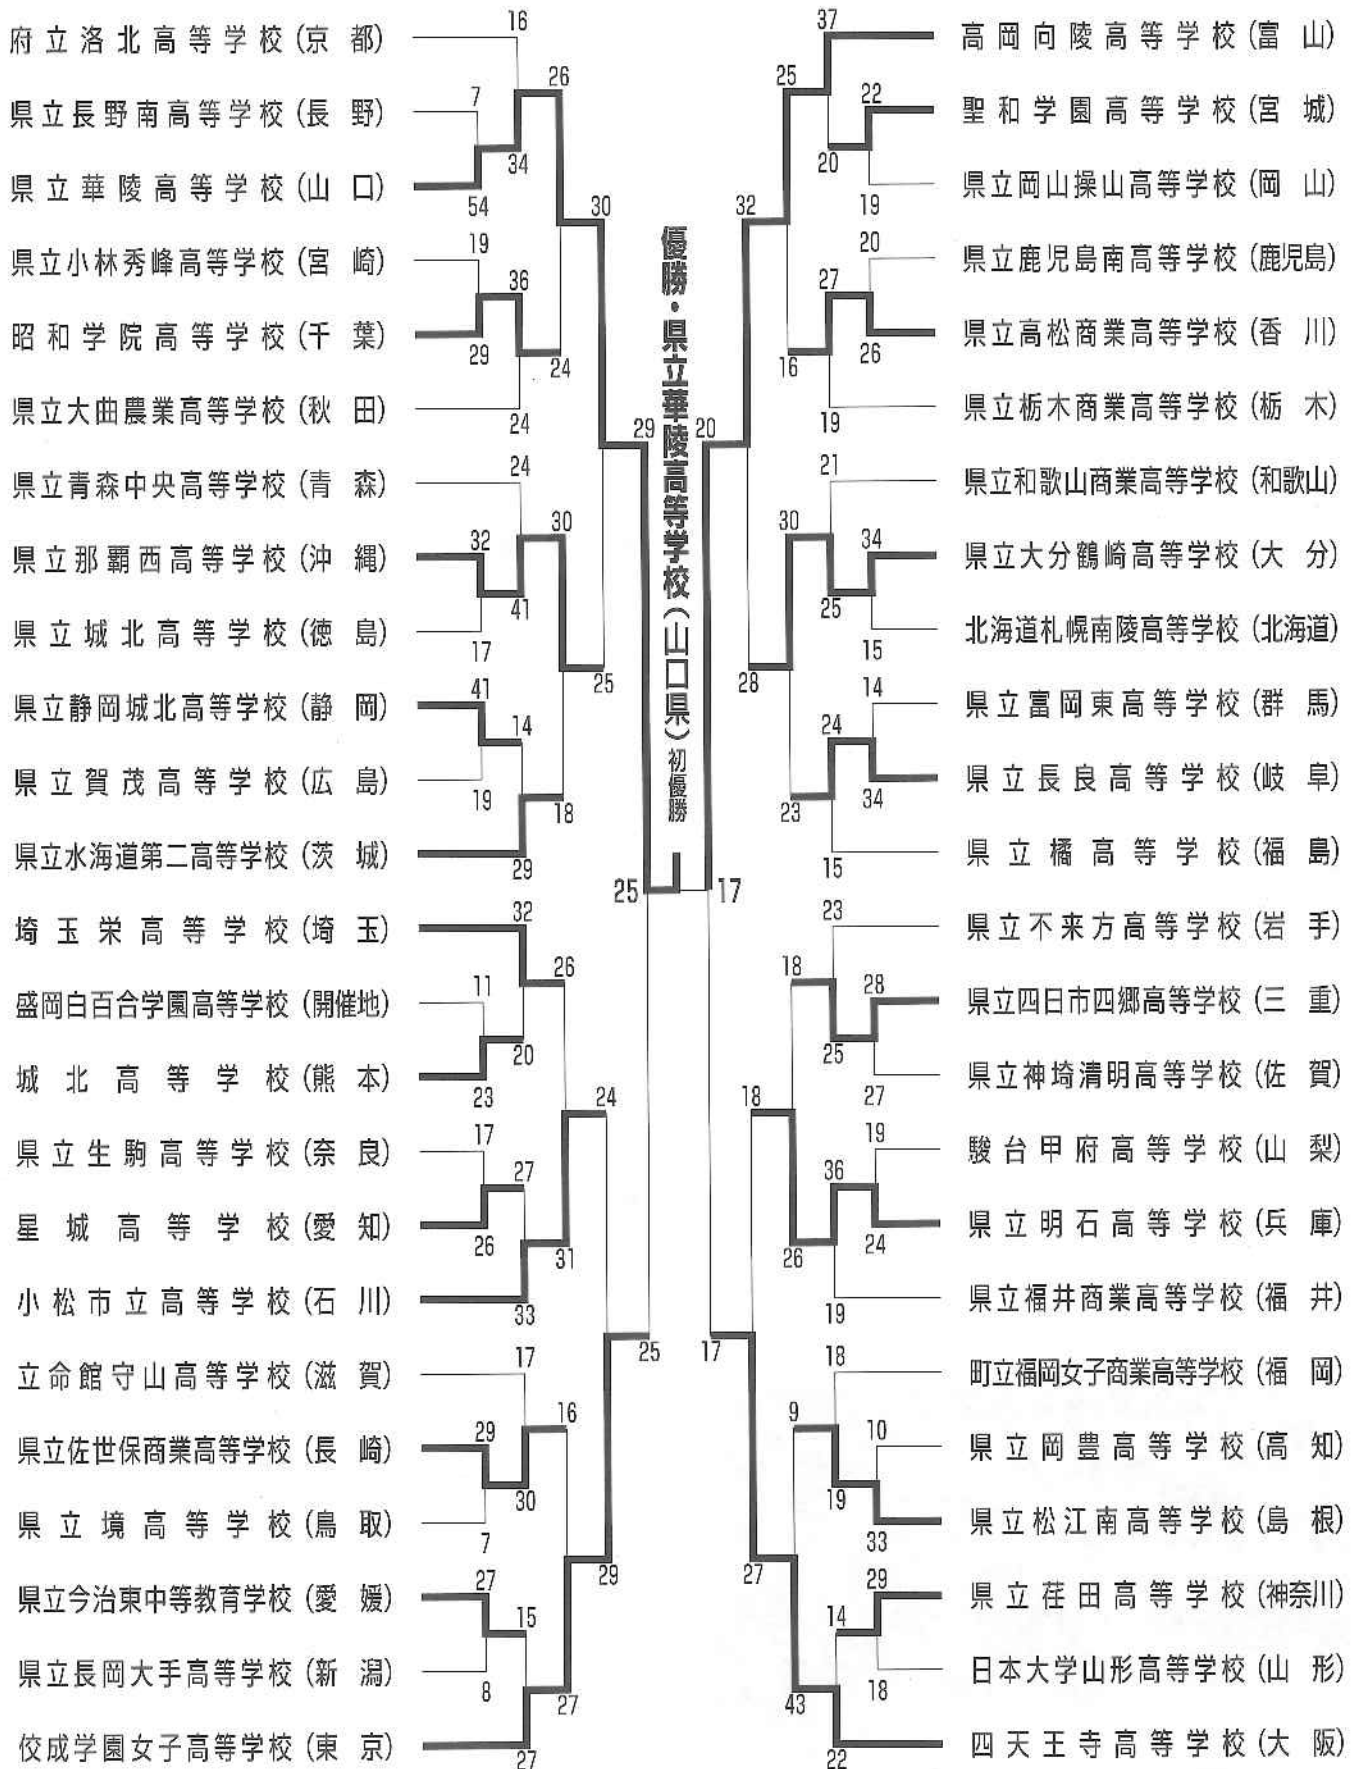 府立洛北高等学校(京都)
県立長野南高等学校(長野)
県立華陵高等学校(山口)
県立小林秀峰高等学校(宮崎)
昭和学院高等学校(千葉)
県立大曲農業高等学校(秋田)
県立青森中央高等学校(青森)
県立那覇西高等学校(沖縄)
県立城北高等学校(徳島)
県立静岡城北高等学校(静岡)
県立賀茂高等学校(広島)
県立水海道第二高等学校(茨城)
埼玉栄高等学校(埼玉)
盛岡白百合学園高等学校(開催地)
城北高等学校(熊本)
県立生駒高等学校(奈良)
星城高等学校(愛知)
小松市立高等学校(石川)
立命館守山高等学校(滋賀)
県立佐世保商業高等学校(長崎)
県立境高等学校(鳥取)
県立今治東中等教育学校(愛媛)
県立長岡大手高等学校(新潟)
佼成学園女子高等学校(東京)
16
7
54
34
26
19
29
36
24
24
30
24
32
17
41
30
41
19
14
29
18
25
29
32
11
23
20
26
17
26
27
33
31
24
17
29
7
30
16
27
8
15
27
27
29
25
25
優勝・県立華陵高等学校(山口県)初優勝
17
37
22
19
20
25
20
26
27
19
16
32
21
34
15
25
30
14
34
24
15
23
28
20
23
28
27
25
18
19
24
36
19
26
18
18
10
33
19
9
29
18
14
22
43
27
17
高岡向陵高等学校(富山)
聖和学園高等学校(宮城)
県立岡山操山高等学校(岡山)
県立鹿児島南高等学校(鹿児島)
県立高松商業高等学校(香川)
県立栃木商業高等学校(栃木)
県立和歌山商業高等学校(和歌山)
県立大分鶴崎高等学校(大分)
北海道札幌南陵高等学校(北海道)
県立富岡東高等学校(群馬)
県立長良高等学校(岐阜)
県立橘高等学校(福島)
県立不来方高等学校(岩手)
県立四日市四郷高等学校(三重)
県立神埼清明高等学校(佐賀)
駿台甲府高等学校(山梨)
県立明石高等学校(兵庫)
県立福井商業高等学校(福井)
町立福岡女子商業高等学校(福岡)
県立岡豊高等学校(高知)
県立松江南高等学校(島根)
県立荏田高等学校(神奈川)
日本大学山形高等学校(山形)
四天王寺高等学校(大阪)